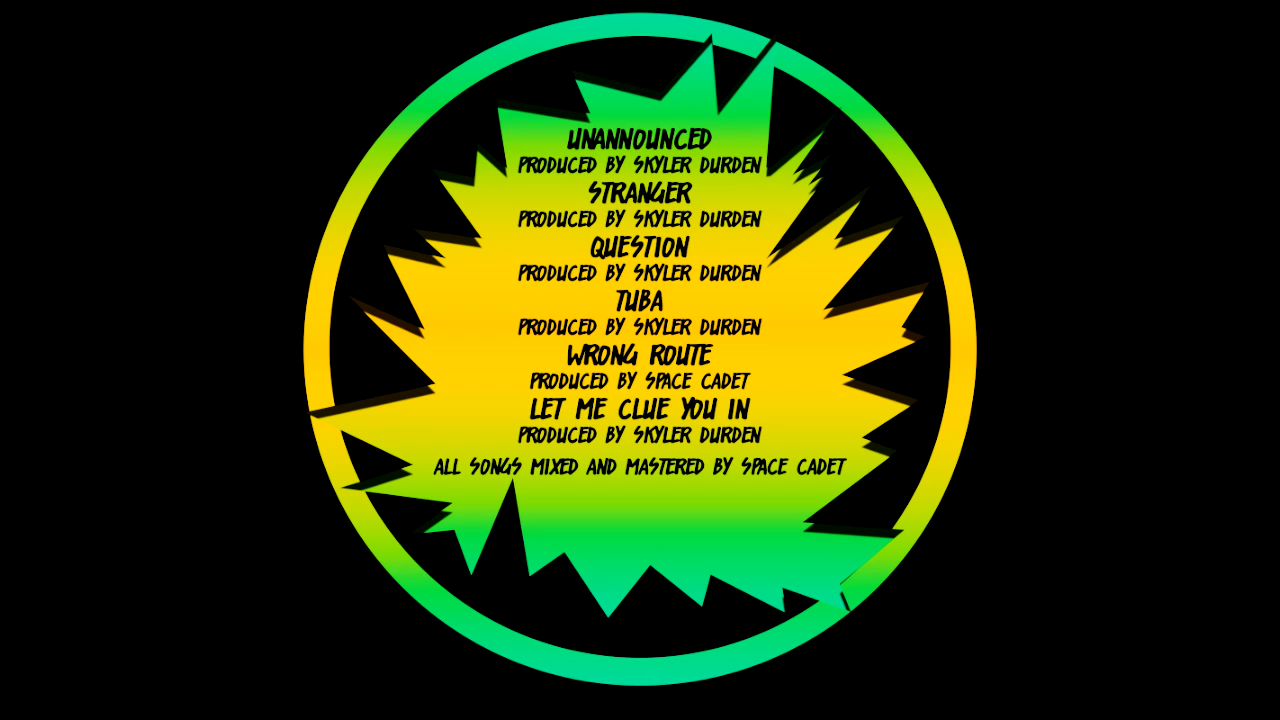 UNANNOUNCED
PRODUCED BY SKYLER DURDEN
STRANGER
PRODUCED BY SKYLER DURDEN
QUESTION
PRODUCED BY SKYLER DURDEN
TUBA
PRODUCED BY SKYLER DURDEN
WRONG ROUTE
PRODUCED BY SPACE CADET
LET ME CLUE YOU IN
PRODUCED BY SKYLER DURDEN
ALL SONGS MIXED AND MASTERED BY SPACE CADET